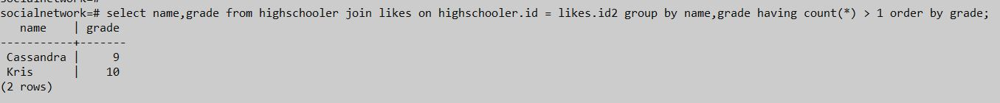 socialnetwork=#
socialnetwork=# select name,grade from highschooler join likes on highschooler.id = likes.id2 group by name,grade having count(*) > 1 order by grade;
   name    | grade
-----------+-------
 Cassandra |     9
 Kris      |    10
(2 rows)